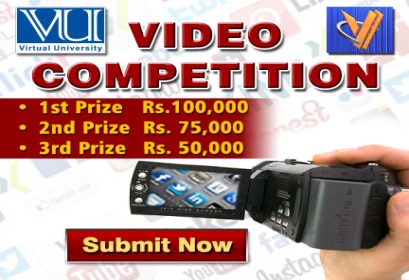 VU
Virtual University
VIDEO
COMPETITION
• 1st Prize Rs.100,000
• 2nd Prize Rs. 75,000
• 3rd Prize Rs. 50,000
Submit Now